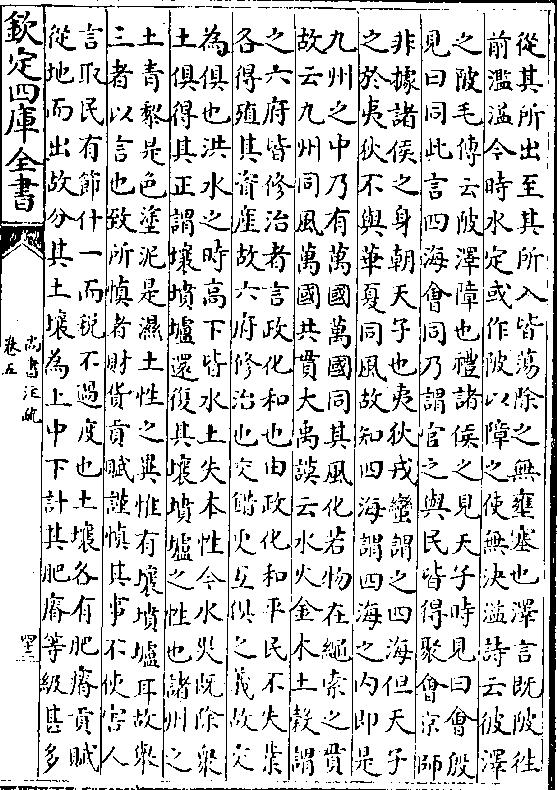 從其所出至其所入皆蕩除之無壅塞也澤言既陂往
前濫溢今時水定或作陂以障之使無決溢詩云彼澤
之陂毛傳云陂澤障也禮諸侯之見天子時見曰會殷
見曰同此言四海會同乃謂官之與民皆得聚會京師
非據諸侯之身朝天子也夷狄戎蠻謂之四海但天子
之於夷狄不與華夏同風故知四海謂四海之內即是
九州之中乃有萬國萬國同其風化若物在繩索之貫
故云九州同風萬國共貫大禹謨云水火金木土穀謂
之六府皆修治者言政化和也由政化和平民不失業
各得殖其資產故六府修治也交錯更互俱之義故交
為俱也洪水之時高下皆水土失本性今水災既除衆
土俱得其正謂壤墳壚還復其壤墳壚之性也諸州之
土青黎是色塗泥是濕土性之異惟有壤墳壚耳故舉
三者以言也致所慎者財貨貢賦謹慎其事不使害人
言取民有節什一而稅不過度也土壤各有肥瘠貢賦
從地而出故分其土壤為上中下計其肥瘠等級甚多
欽定四庫全書
尚書注疏
卷五